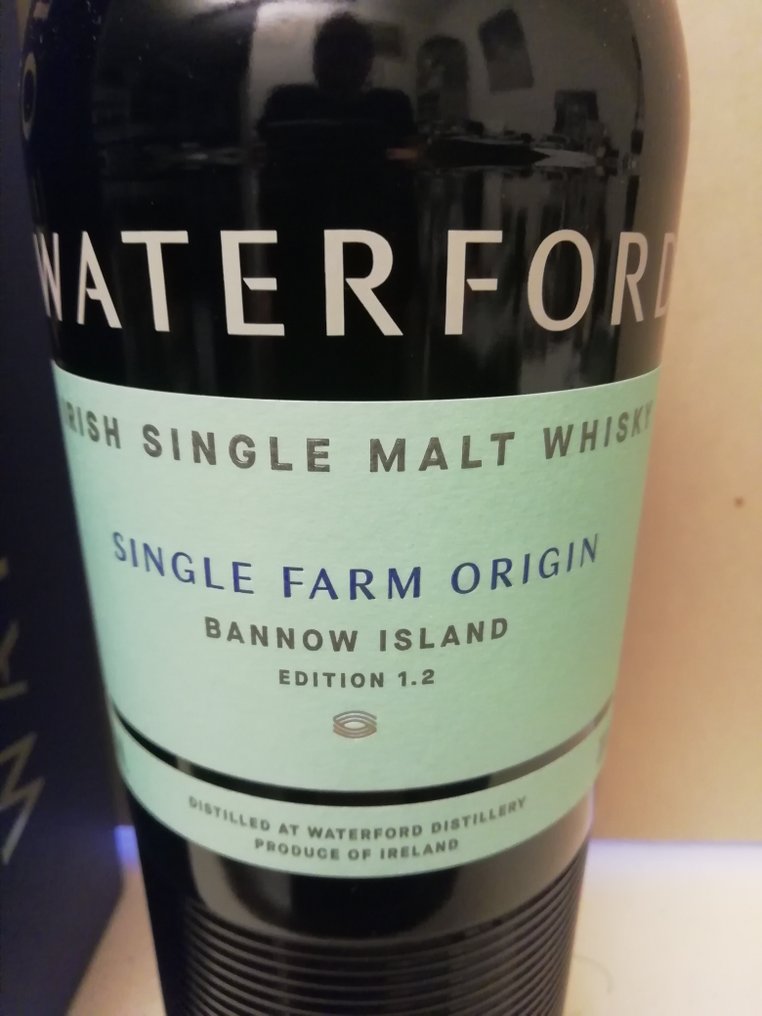 WATERFORD
IRISH SINGLE MALT WHISKY
SINGLE FARM ORIGIN
BANNOW ISLAND
EDITION 1.2
DISTILLED AT WATERFORD DISTILLERY
PRODUCE OF IRELAND